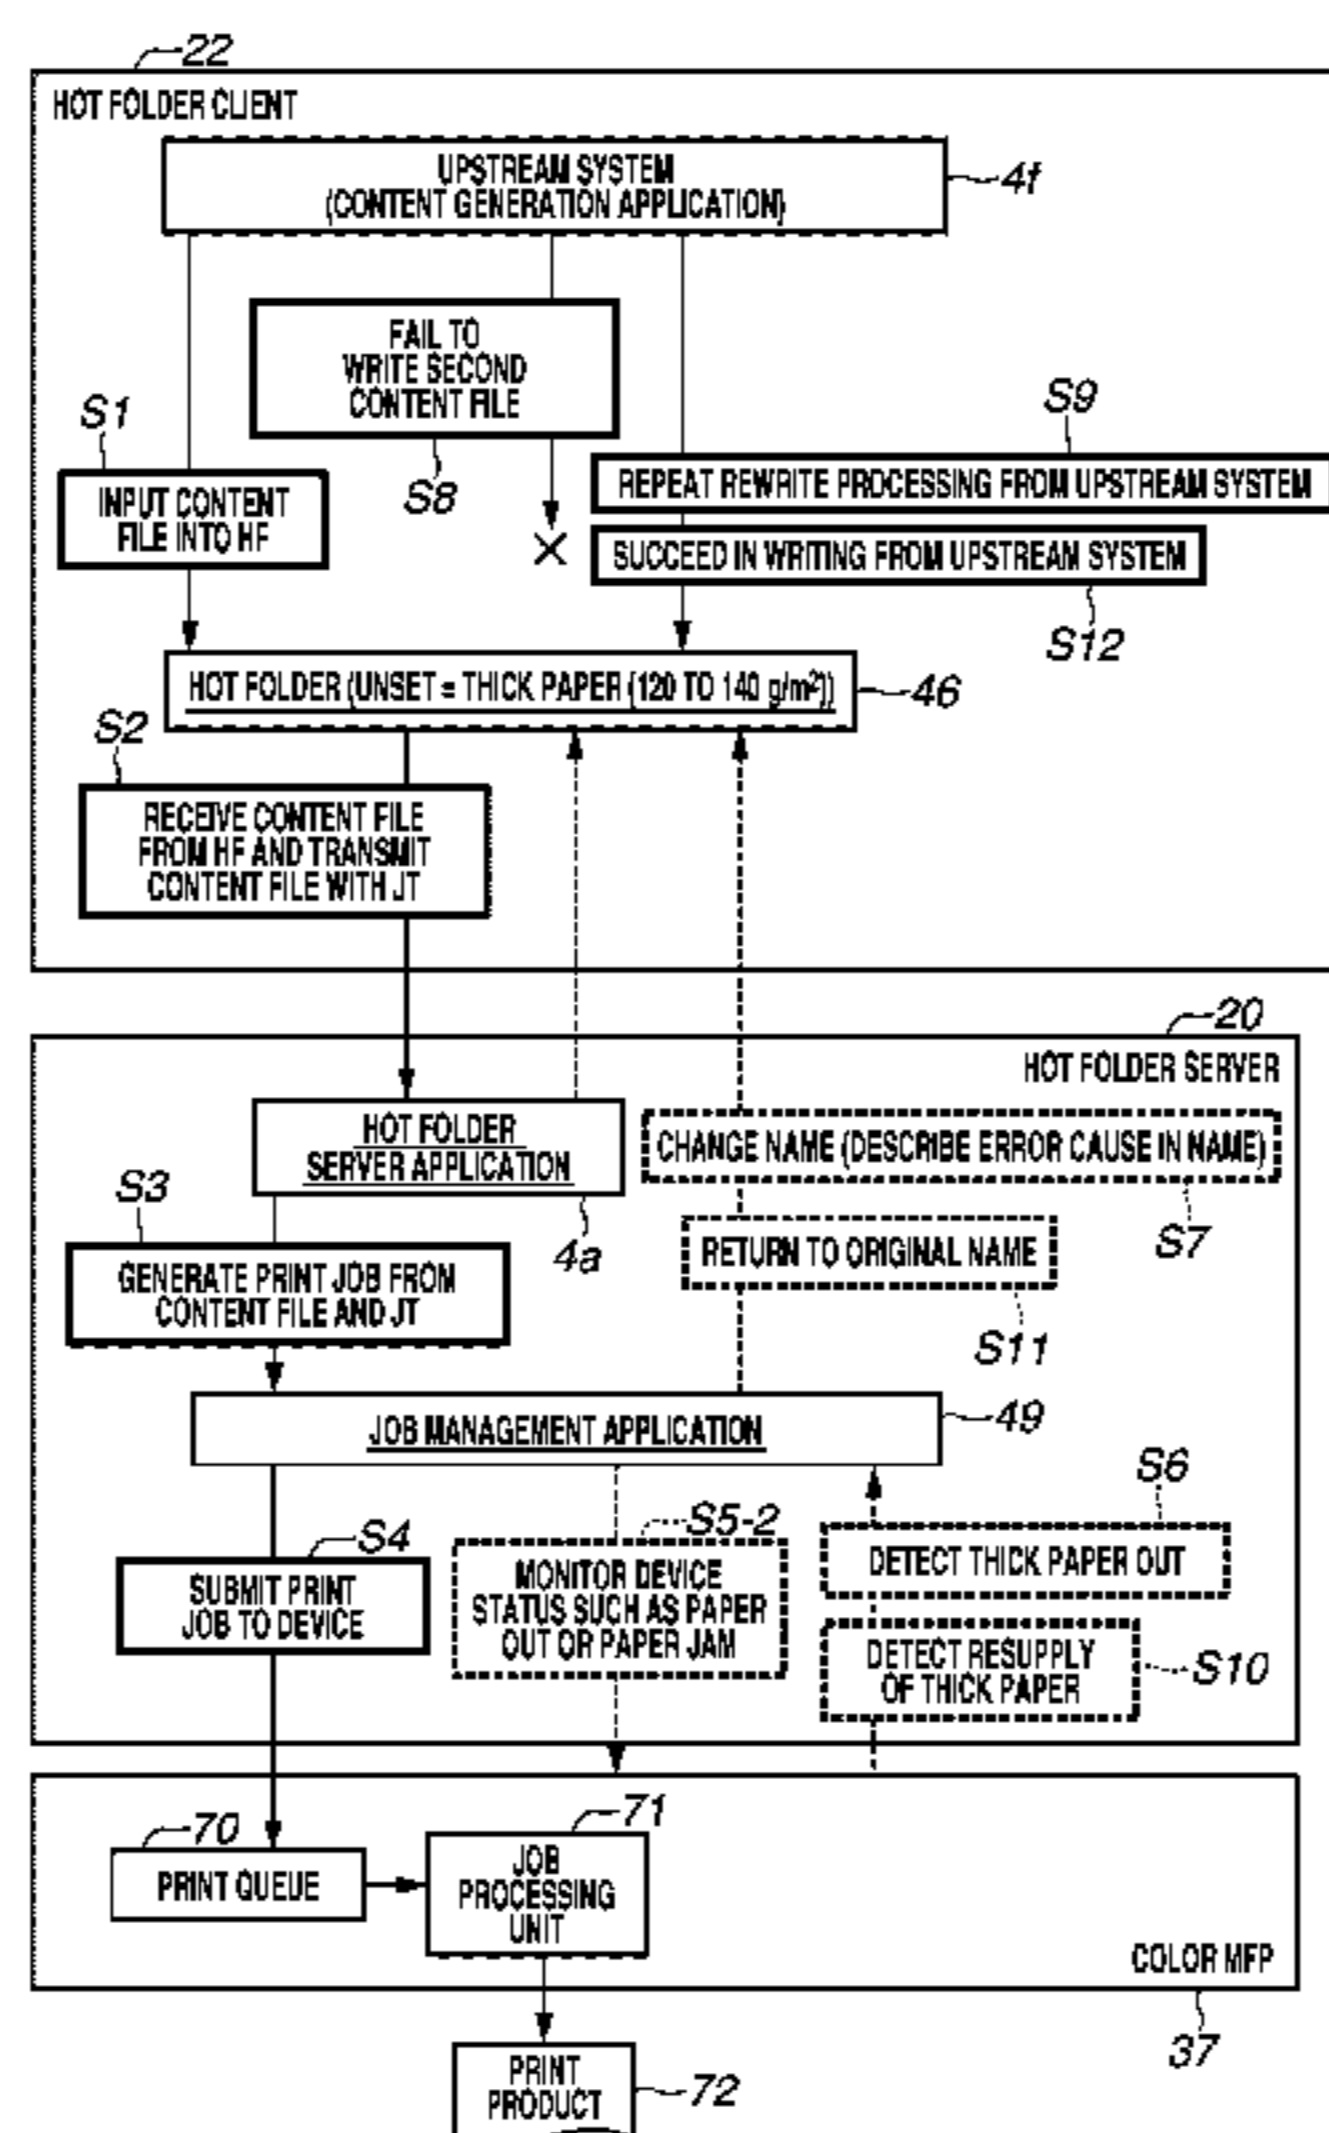 22
HOT FOLDER CLIENT
UPSTREAM SYSTEM
(CONTENT GENERATION APPLICATION)
4f
FAIL TO
WRITE SECOND
CONTENT FILE
S1
S8
S9
INPUT CONTENT
FILE INTO HF
REPEAT REWRITE PROCESSING FROM UPSTREAM SYSTEM
SUCCEED IN WRITING FROM UPSTREAM SYSTEM
S12
HOT FOLDER (UNSET = THICK PAPER (120 TO 140 g/m²))
46
S2
RECEIVE CONTENT FILE
FROM HF AND TRANSMIT
CONTENT FILE WITH JT
20
HOT FOLDER SERVER
HOT FOLDER
SERVER APPLICATION
4a
CHANGE NAME (DESCRIBE ERROR CAUSE IN NAME)
S7
S3
RETURN TO ORIGINAL NAME
S11
GENERATE PRINT JOB FROM
CONTENT FILE AND JT
JOB MANAGEMENT APPLICATION
49
S6
S4
S5-2
SUBMIT PRINT
JOB TO DEVICE
MONITOR DEVICE
STATUS SUCH AS PAPER
OUT OR PAPER JAM
DETECT THICK PAPER OUT
DETECT RESUPPLY
OF THICK PAPER
S10
70
71
PRINT QUEUE
JOB
PROCESSING
UNIT
COLOR MFP
37
PRINT
PRODUCT
72